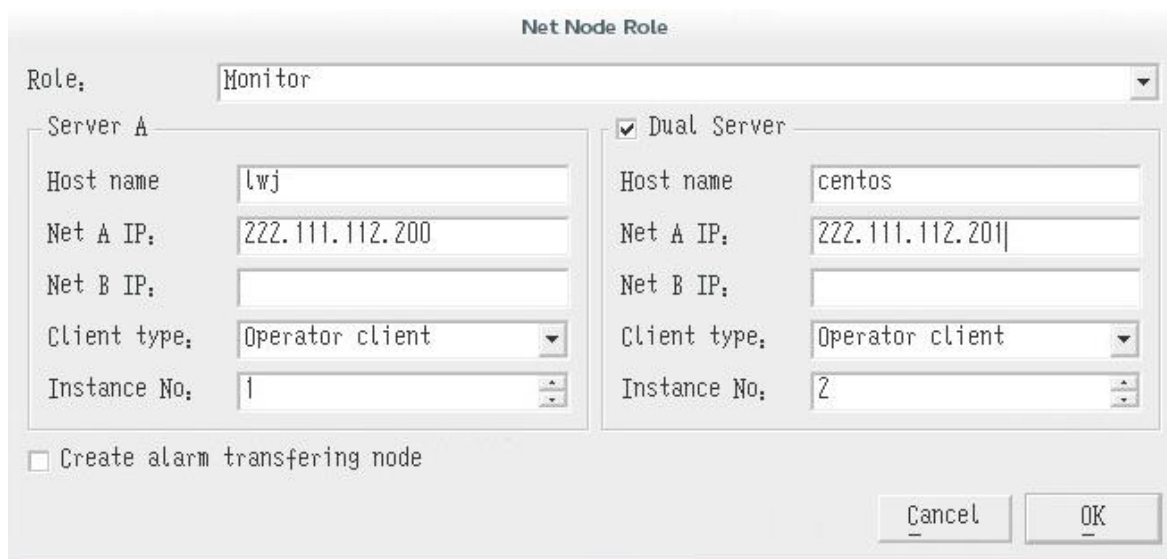 Net Node Role
Role:
Monitor
Server A
Host name
lwj
Net A IP:
222.111.112.200
Net B IP:
Client type:
Operator client
Instance No:
1
Dual Server
Host name
centos
Net A IP:
222.111.112.201
Net B IP:
Client type:
Operator client
Instance No:
2
Create alarm transfering node
Cancel
OK